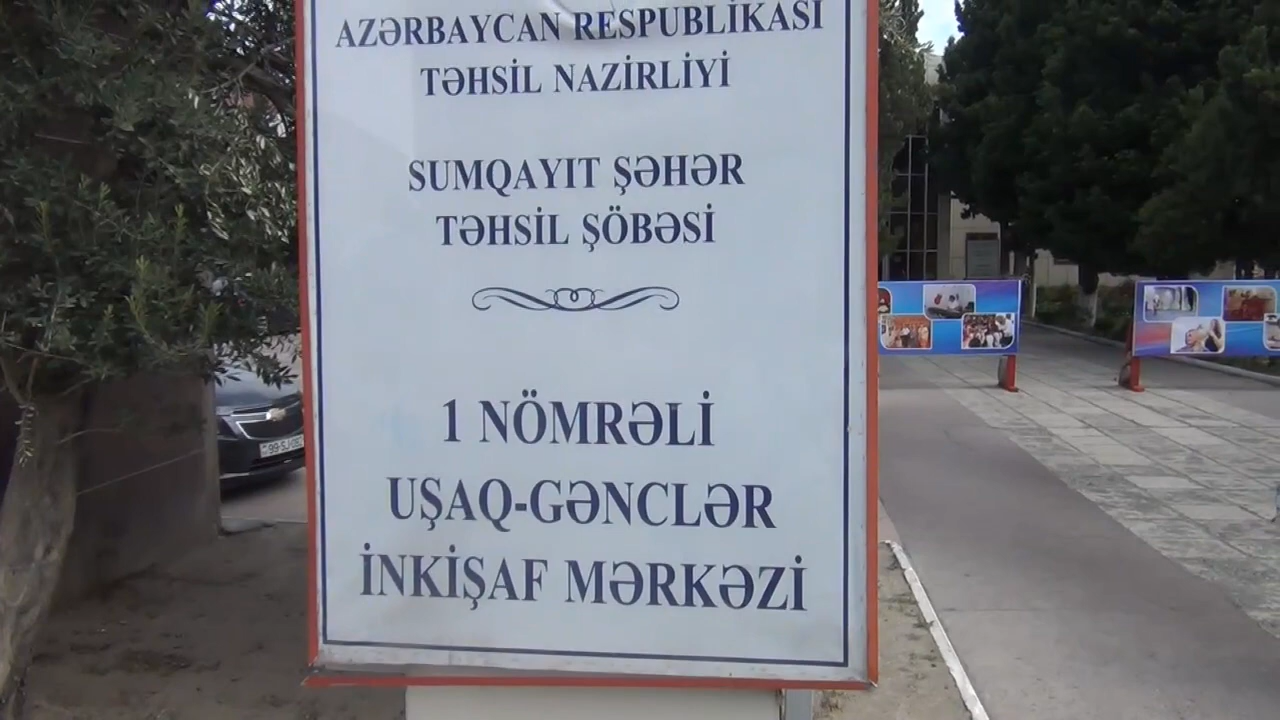 AZƏRBAYCAN RESPUBLİKASI
TƏHSİL NAZİRLİYİ
SUMQAYIT ŞƏHƏR
TƏHSİL ŞÖBƏSİ
1 NÖMRƏLİ
UŞAQ-GƏNCLƏR
İNKİŞAF MƏRKƏZİ